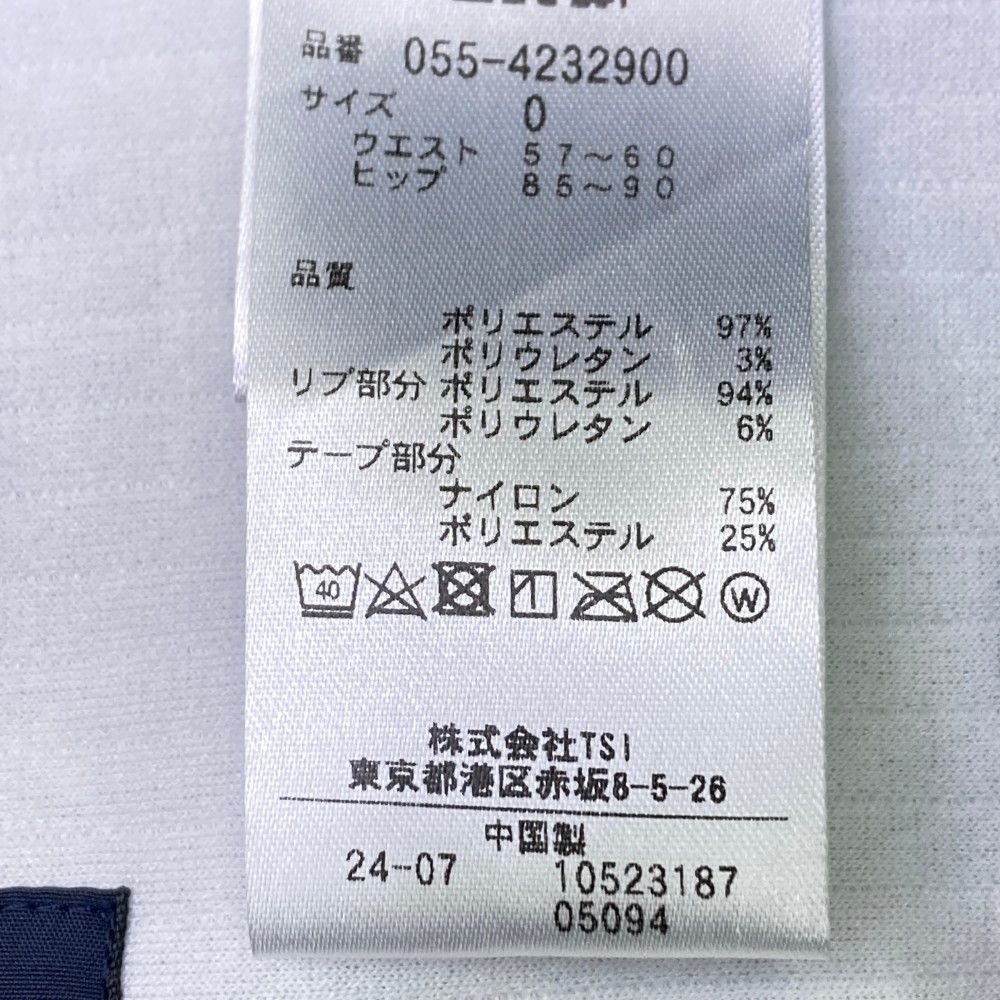 品番 055-4232900
サイズ 0
ウエスト 57～60
ヒップ 85～90
品質
ポリエステル 97%
ポリウレタン 3%
リブ部分 ポリエステル 94%
ポリウレタン 6%
テープ部分
ナイロン 75%
ポリエステル 25%
40 W
株式会社TSI
東京都港区赤坂8-5-26
中国製
24-07 10523187
05094